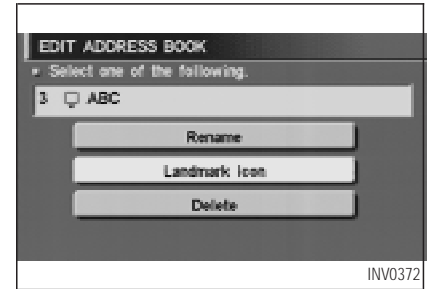 EDIT ADDRESS BOOK
Select one of the following.
3 ABC
Rename
Landmark icon
Delete
INV0372